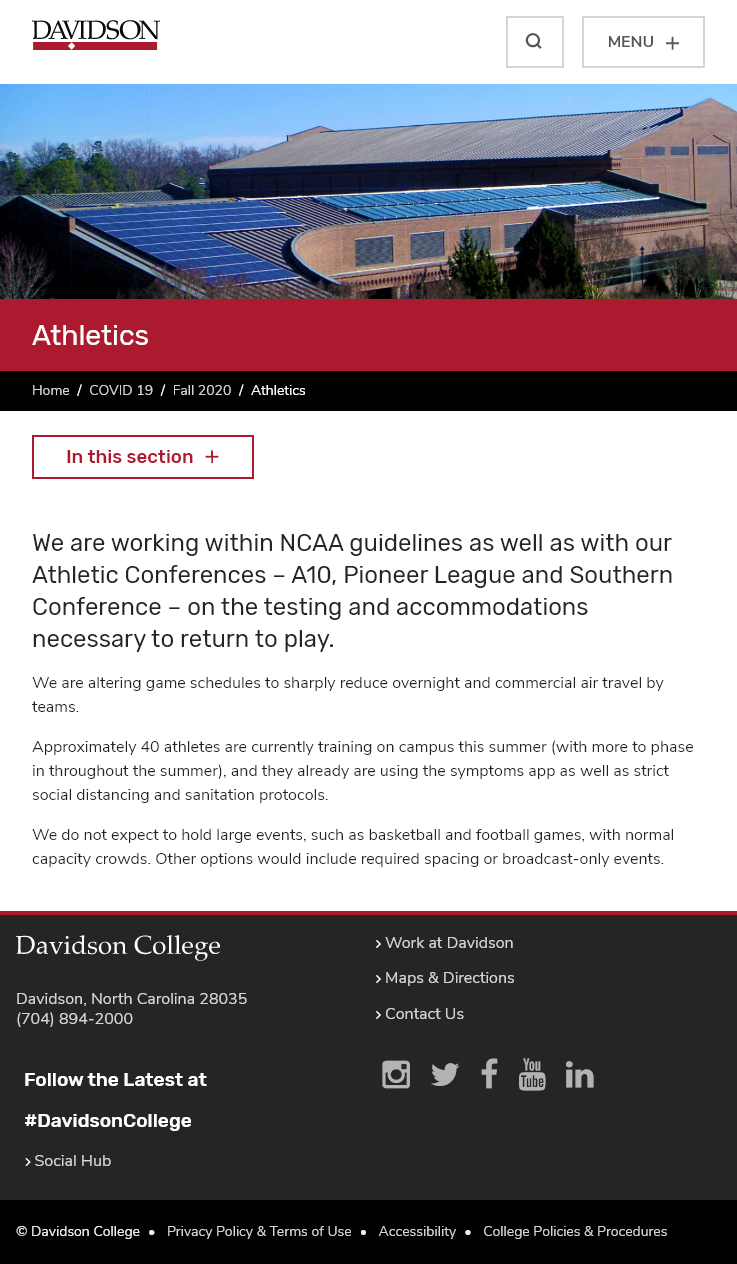 DAVIDSON
MENU
Athletics
Home / COVID 19 / Fall 2020 / Athletics
In this section
We are working within NCAA guidelines as well as with our
Athletic Conferences – A10, Pioneer League and Southern
Conference – on the testing and accommodations
necessary to return to play.
We are altering game schedules to sharply reduce overnight and commercial air travel by
teams.
Approximately 40 athletes are currently training on campus this summer (with more to phase
in throughout the summer), and they already are using the symptoms app as well as strict
social distancing and sanitation protocols.
We do not expect to hold large events, such as basketball and football games, with normal
capacity crowds. Other options would include required spacing or broadcast-only events.
Davidson College
Davidson, North Carolina 28035
(704) 894-2000
Follow the Latest at
#DavidsonCollege
Social Hub
Work at Davidson
Maps & Directions
Contact Us
You
Tube
© Davidson College • Privacy Policy & Terms of Use • Accessibility • College Policies & Procedures